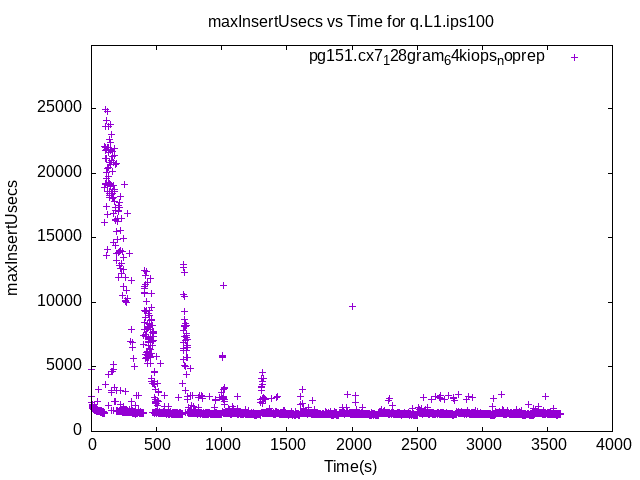 maxInsertUsecs vs Time for q.L1.ips100
pg151.cx7₁28gram₆4kiopsₙoprep
25000
20000
15000
10000
5000
0
maxInsertUsecs
0 500 1000 1500 2000 2500 3000 3500 4000
Time(s)